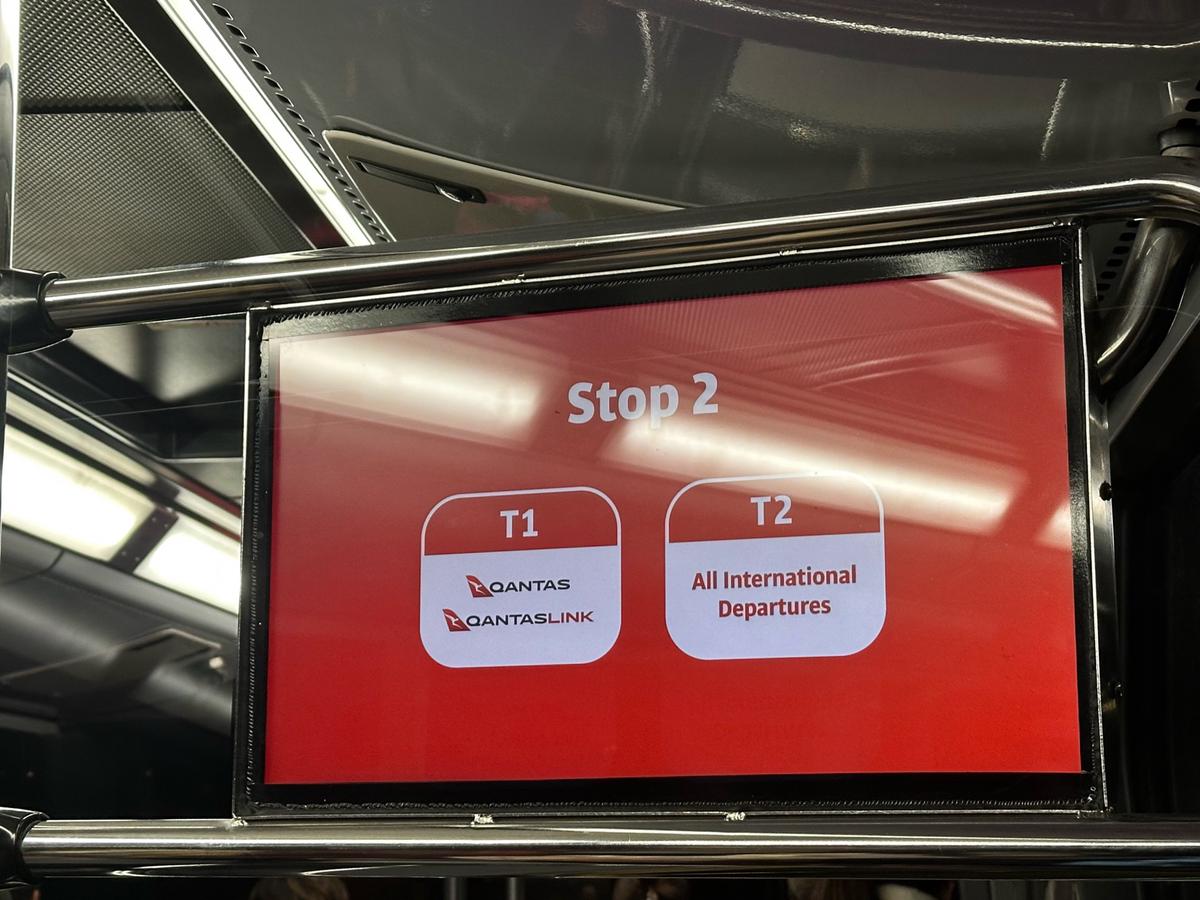 Stop 2
T1
QANTAS
QANTASLINK
T2
All International
Departures